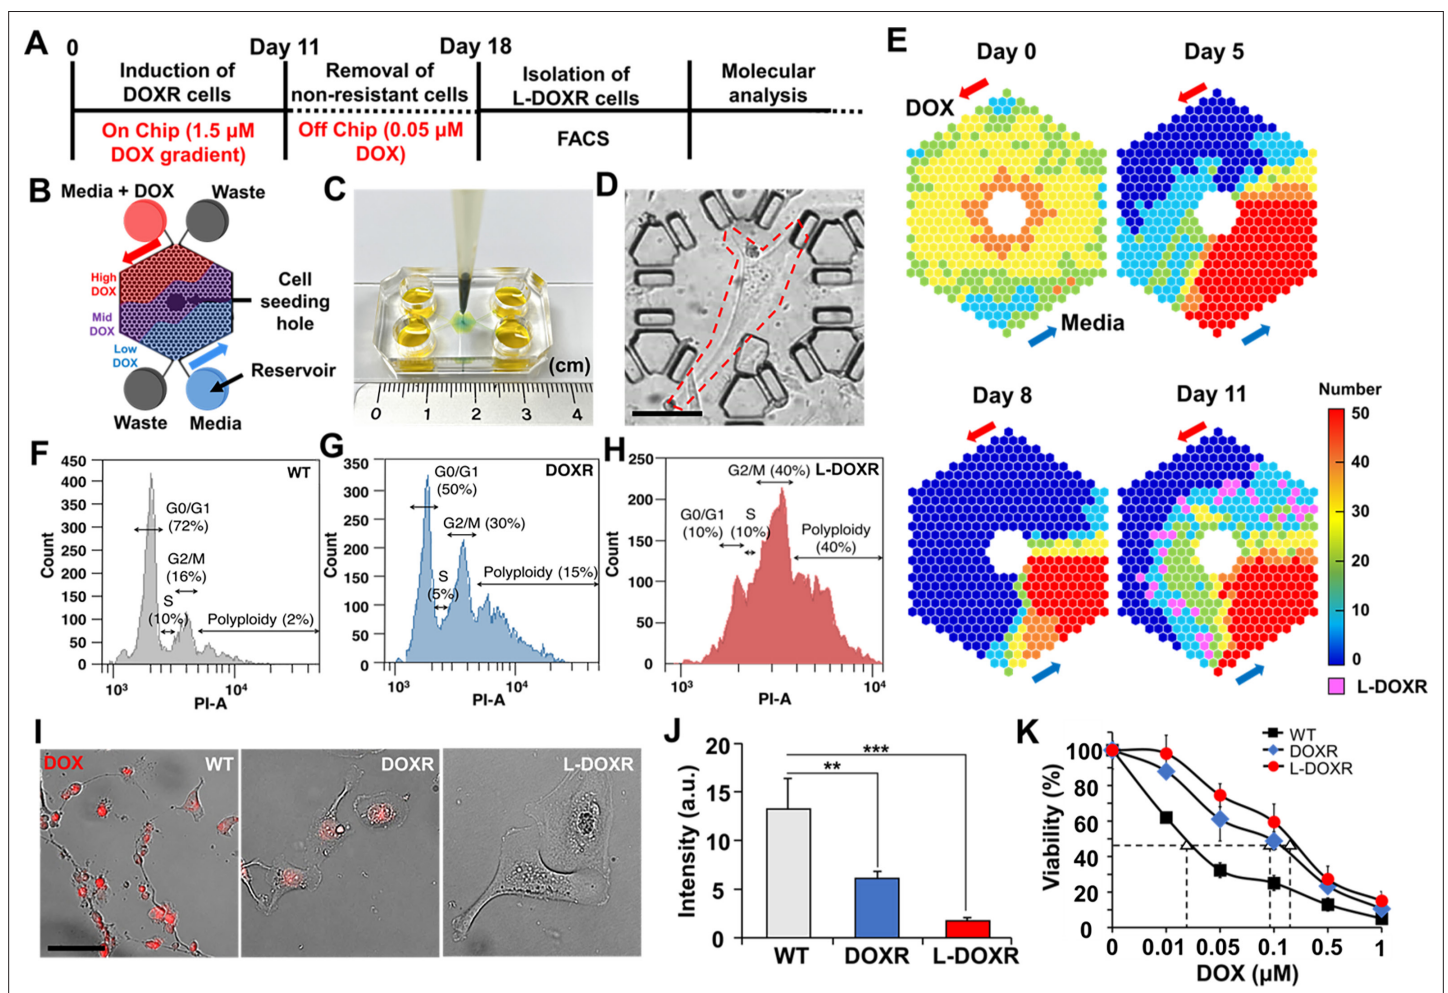 A
0
Day 11
Day 18
Induction of
DOXR cells
Removal of
non-resistant cells
Isolation of
L-DOXR cells
Molecular
analysis
On Chip (1.5 µM
DOX gradient)
Off Chip (0.05 µM
DOX)
FACS
B
Media + DOX
Waste
High
DOX
Mid
DOX
Low
DOX
Cell
seeding
hole
Reservoir
Waste
Media
C
(cm)
0 1 2 3 4
D
E
Day 0
Day 5
DOX
Media
Day 8
Day 11
Number
50
40
30
20
10
0
L-DOXR
F
WT
450
400
350
300
250
200
150
100
50
0
Count
G0/G1
(72%)
G2/M
(16%)
S
(10%)
Polyploidy (2%)
10³
10⁴
PI-A
G
DOXR
350
300
250
200
150
100
50
0
Count
G0/G1
(50%)
G2/M (30%)
S
(5%)
Polyploidy (15%)
10³
10⁴
PI-A
H
L-DOXR
250
200
150
100
50
0
Count
G2/M (40%)
G0/G1
(10%)
S
(10%)
Polyploidy
(40%)
10³
10⁴
PI-A
I
DOX
WT
DOXR
L-DOXR
J
20
15
10
5
0
Intensity (a.u.)
***
**
WT
DOXR
L-DOXR
K
WT
DOXR
L-DOXR
100
80
60
40
20
0
Viability (%)
0 0.01 0.05 0.1 0.5 1
DOX (µM)